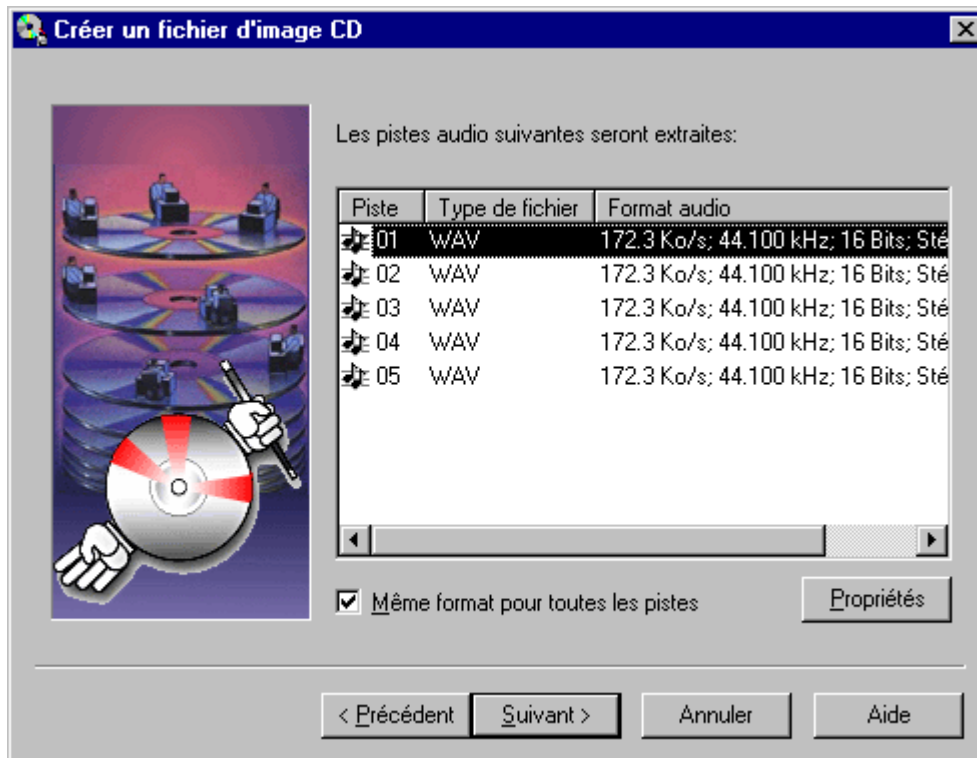 Créer un fichier d'image CD
Les pistes audio suivantes seront extraites:
Piste Type de fichier Format audio
01 WAV 172.3 Ko/s; 44.100 kHz; 16 Bits; Sté
02 WAV 172.3 Ko/s; 44.100 kHz; 16 Bits; Sté
03 WAV 172.3 Ko/s; 44.100 kHz; 16 Bits; Sté
04 WAV 172.3 Ko/s; 44.100 kHz; 16 Bits; Sté
05 WAV 172.3 Ko/s; 44.100 kHz; 16 Bits; Sté
Même format pour toutes les pistes Propriétés
< Précédent Suivant > Annuler Aide